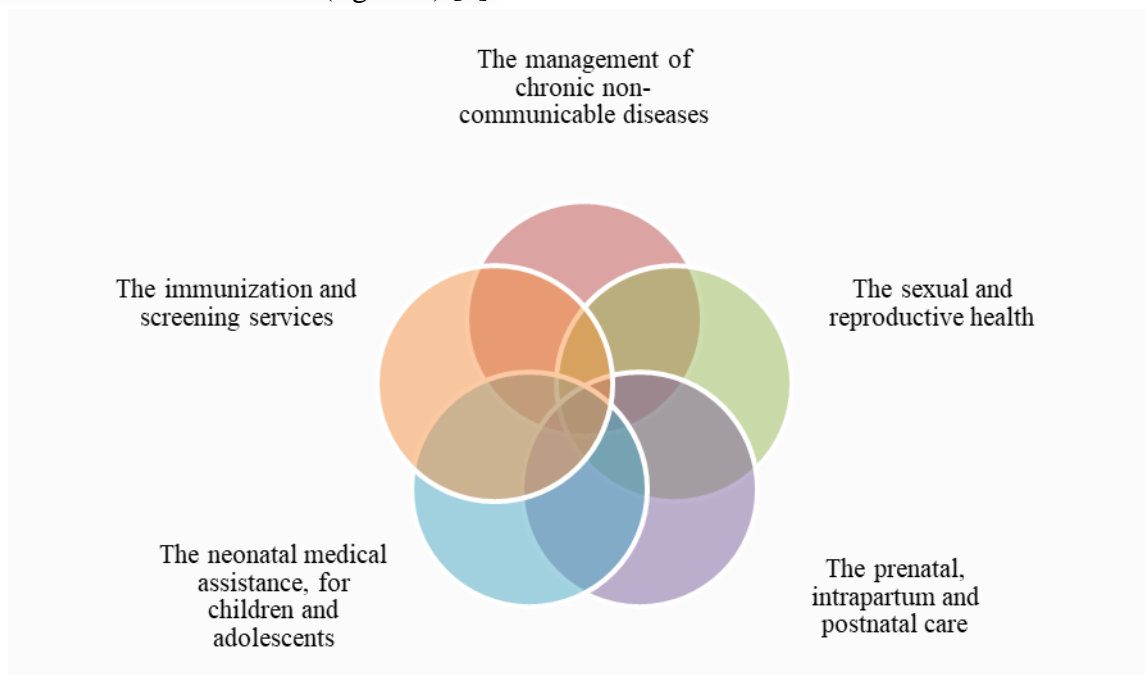 The management of
chronic non-
communicable diseases
The immunization and
screening services
The sexual and
reproductive health
The neonatal medical
assistance, for
children and
adolescents
The prenatal,
intrapartum and
postnatal care